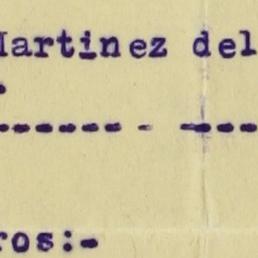 Martinez del
.
------ - ----
ros:-